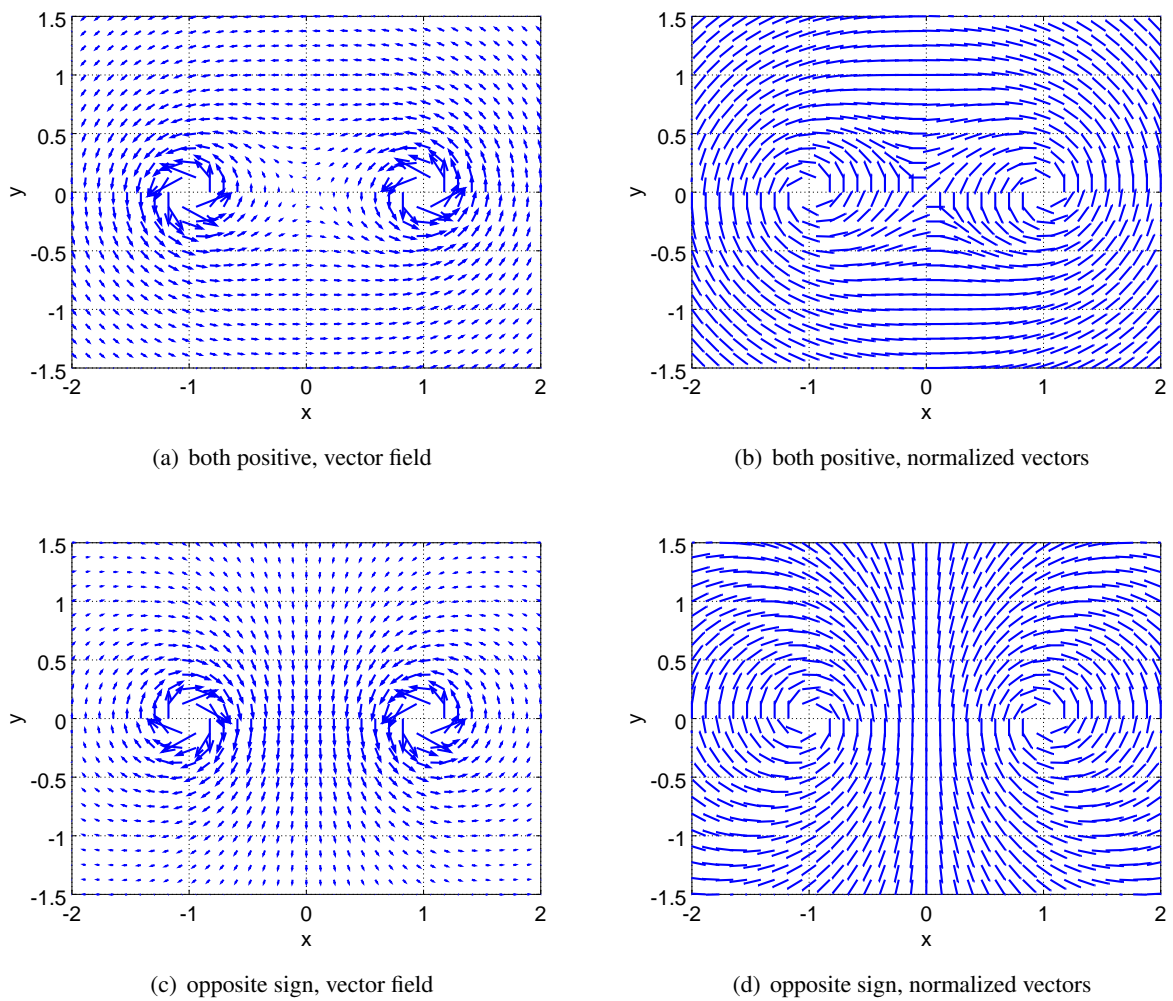 1.5
1
0.5
0
-0.5
-1
-1.5
y
-2 -1 0 1 2
x
(a) both positive, vector field
1.5
1
0.5
0
-0.5
-1
-1.5
y
-2 -1 0 1 2
x
(b) both positive, normalized vectors
1.5
1
0.5
0
-0.5
-1
-1.5
y
-2 -1 0 1 2
x
(c) opposite sign, vector field
1.5
1
0.5
0
-0.5
-1
-1.5
y
-2 -1 0 1 2
x
(d) opposite sign, normalized vectors